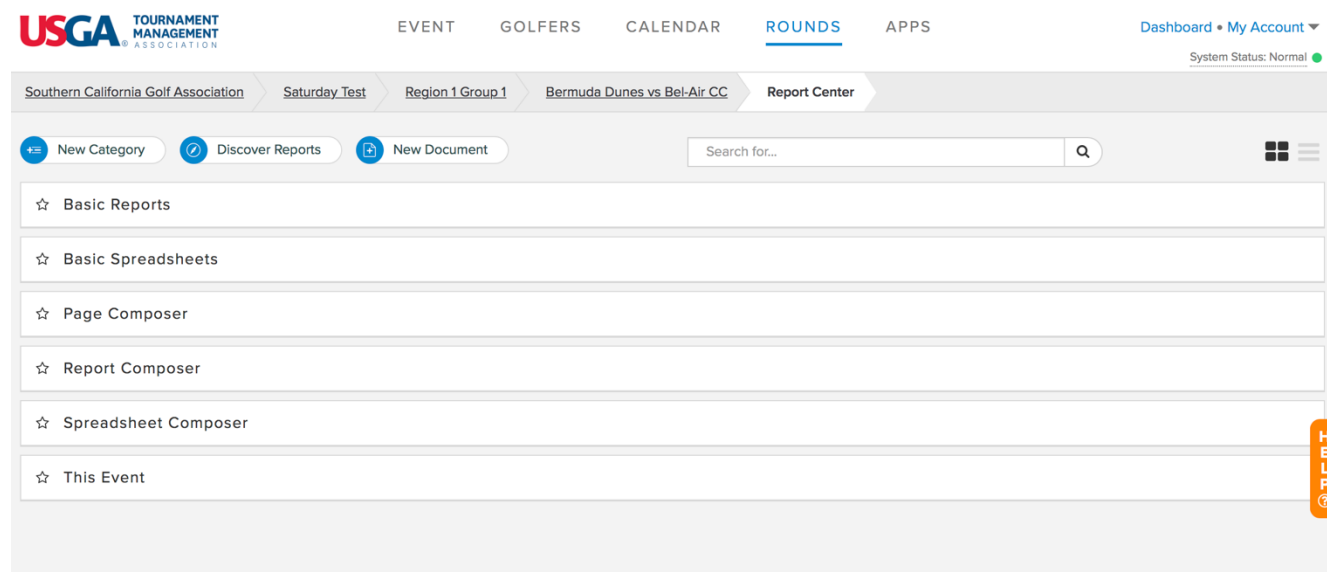 USGA® TOURNAMENT
MANAGEMENT
ASSOCIATION
EVENT GOLFERS CALENDAR ROUNDS APPS
Dashboard • My Account
System Status: Normal
Southern California Golf Association Saturday Test Region 1 Group 1 Bermuda Dunes vs Bel-Air CC Report Center
New Category Discover Reports New Document Search for...
Basic Reports
Basic Spreadsheets
Page Composer
Report Composer
Spreadsheet Composer
This Event
HELP